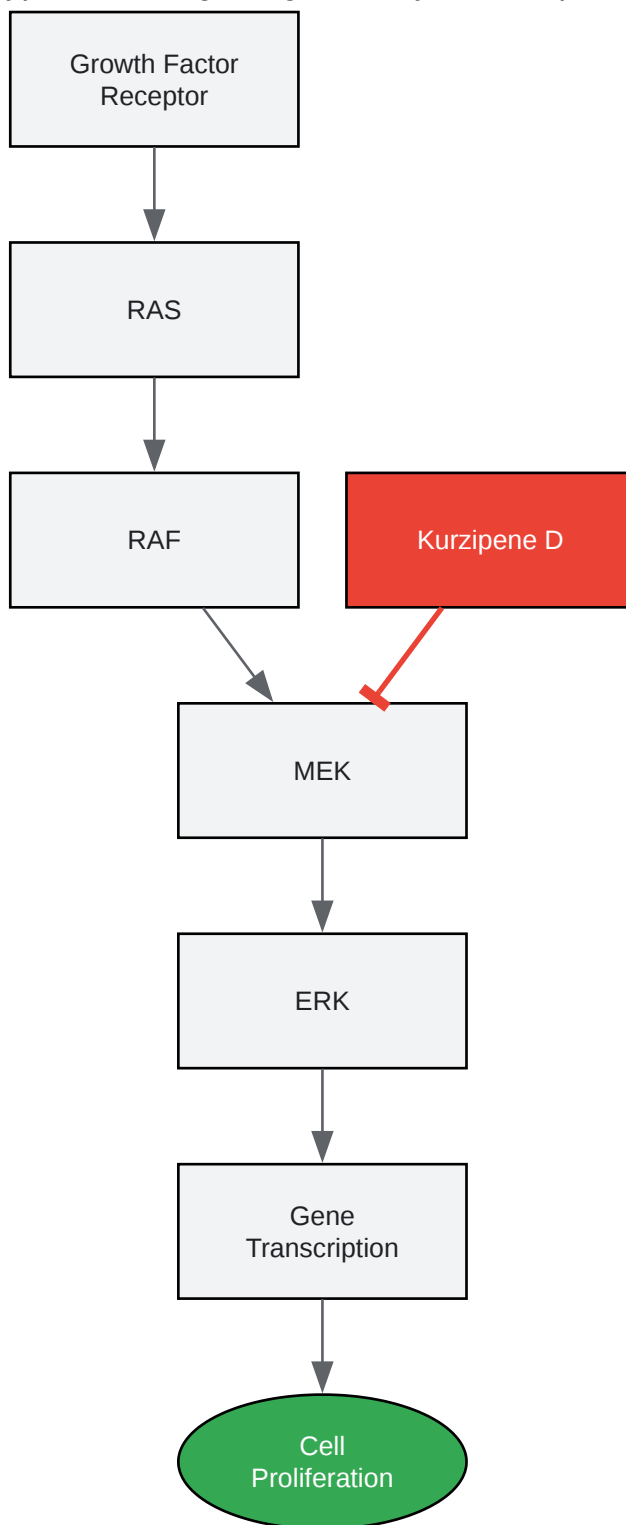 Growth Factor
Receptor
RAS
RAF
Kurzipene D
MEK
ERK
Gene
Transcription
Cell
Proliferation